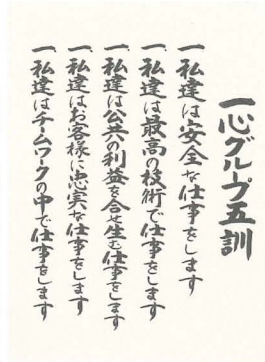 一心グループ五訓
一 私達は安全な仕事をします
一 私達は最高の技術で仕事をします
一 私達は公共の利益を合せ生む仕事をします
一 私達はお客様に忠実な仕事をします
一 私達はチームワークの中で仕事をします